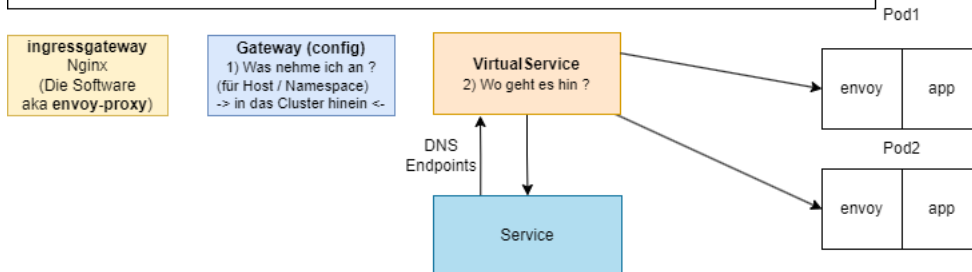 Pod1
ingressgateway
Nginx
(Die Software
aka envoy-proxy)
Gateway (config)
1) Was nehme ich an ?
(für Host / Namespace)
-> in das Cluster hinein <-
VirtualService
2) Wo geht es hin ?
envoy
app
DNS
Endpoints
Pod2
envoy
app
Service